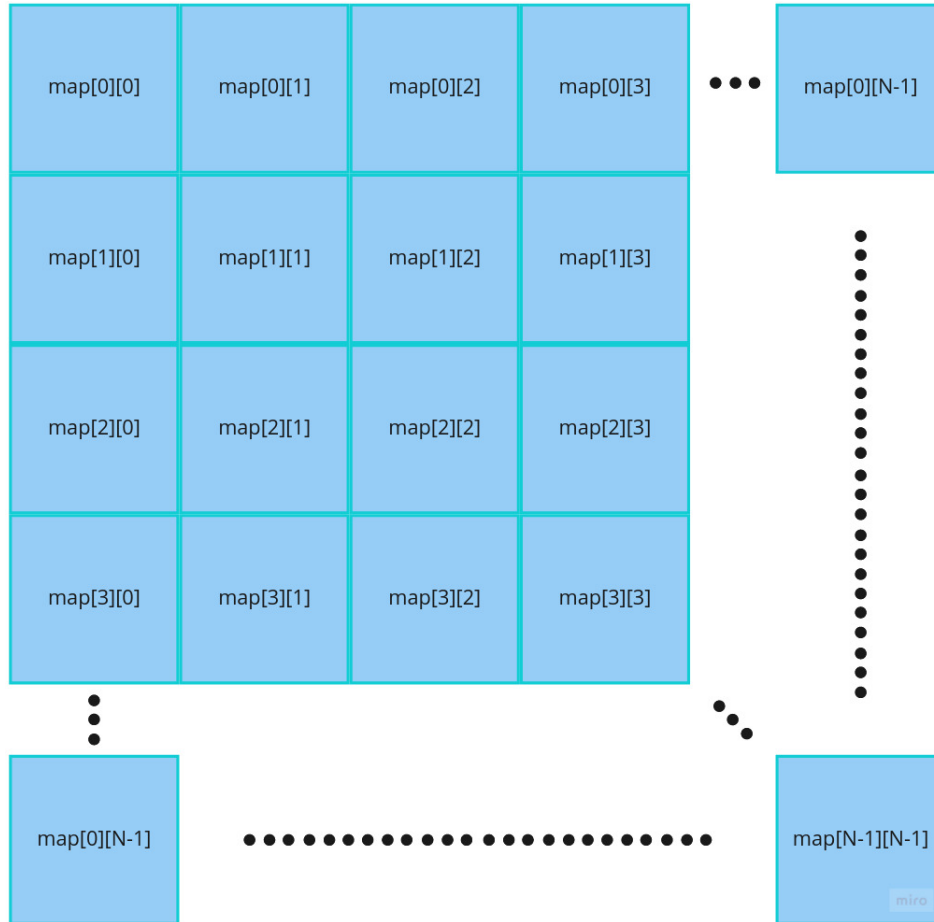 map[0][0] map[0][1] map[0][2] map[0][3] map[0][N-1]
map[1][0] map[1][1] map[1][2] map[1][3]
map[2][0] map[2][1] map[2][2] map[2][3]
map[3][0] map[3][1] map[3][2] map[3][3]
map[0][N-1] map[N-1][N-1]
miro